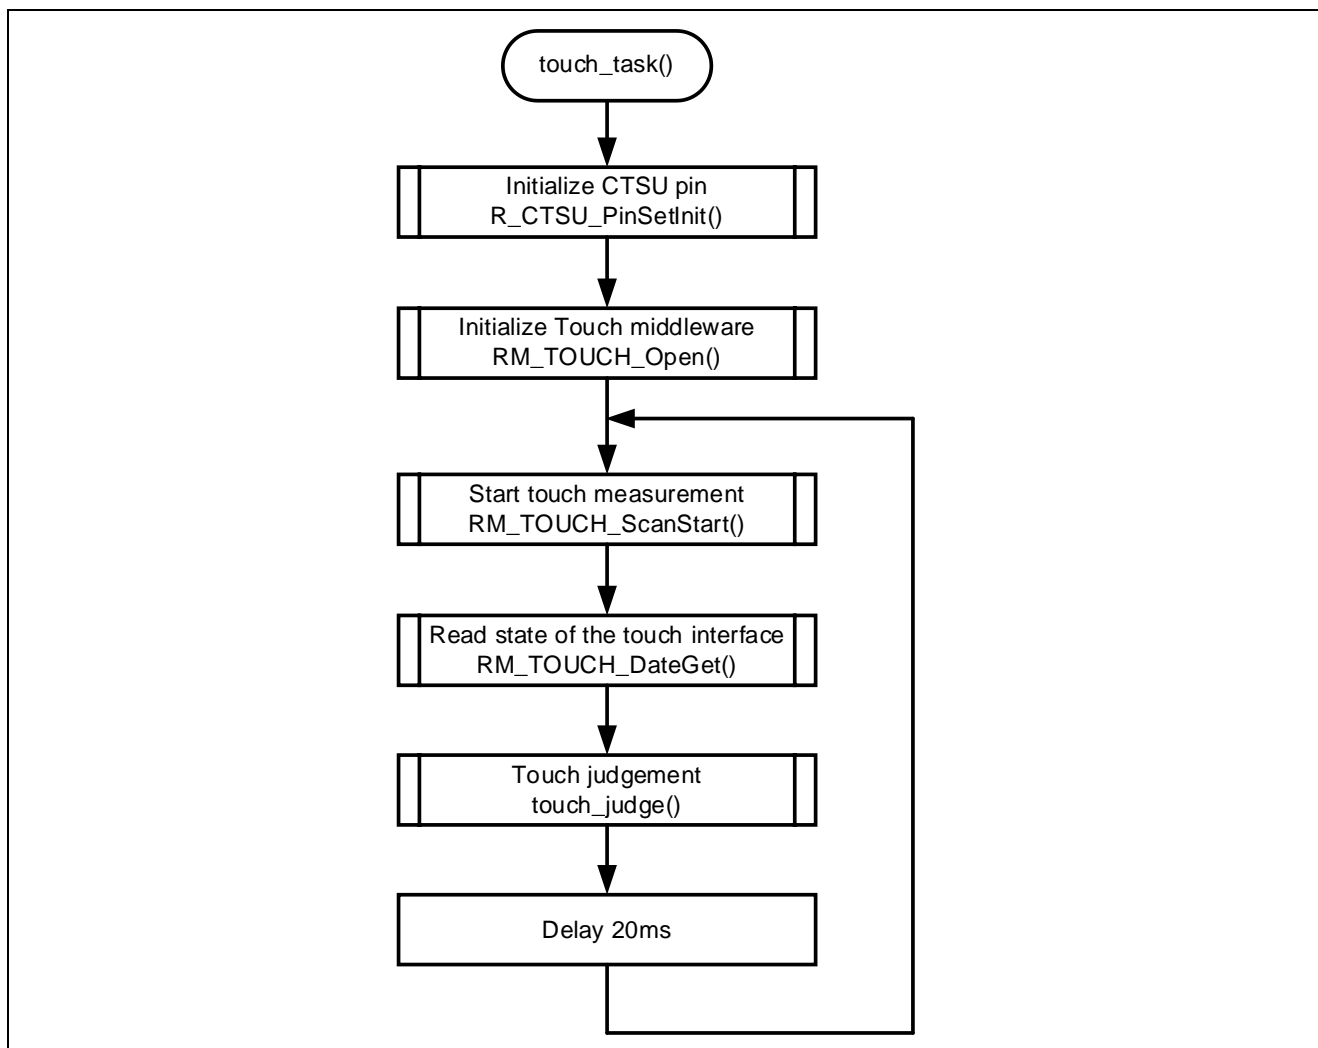 touch_task()
Initialize CTSU pin
R_CTSU_PinSetInit()
Initialize Touch middleware
RM_TOUCH_Open()
Start touch measurement
RM_TOUCH_ScanStart()
Read state of the touch interface
RM_TOUCH_DateGet()
Touch judgement
touch_judge()
Delay 20ms